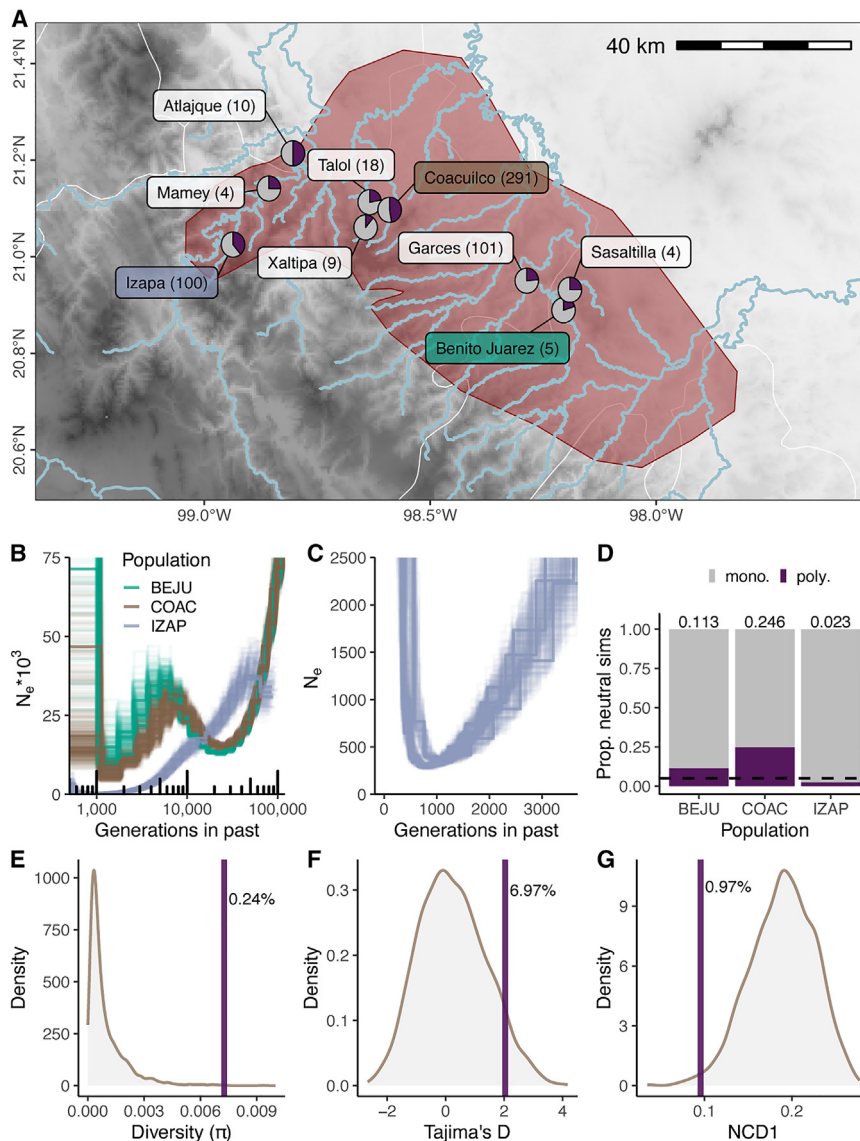 A
40 km
21.4°N
21.2°N
21.0°N
20.8°N
20.6°N
99.0°W
98.5°W
98.0°W
Atlajque (10)
Talol (18)
Mamey (4)
Coacuilco (291)
Garces (101)
Sasaltilla (4)
Xaltipa (9)
Izapa (100)
Benito Juarez (5)
B
Population
BEJU
COAC
IZAP
75
50
25
0
Ne*10^3
1,000
10,000
100,000
Generations in past
C
2500
2000
1500
1000
500
0
Ne
0
1000
2000
3000
Generations in past
D
mono.
poly.
0.113
0.246
0.023
1.00
0.75
0.50
0.25
0.00
Prop. neutral sims
BEJU
COAC
IZAP
Population
E
0.24%
1000
750
500
250
0
Density
0.000
0.003
0.006
0.009
Diversity (π)
F
6.97%
0.3
0.2
0.1
0.0
Density
−2
0
2
4
Tajima's D
G
0.97%
9
6
3
0
Density
0.1
0.2
NCD1